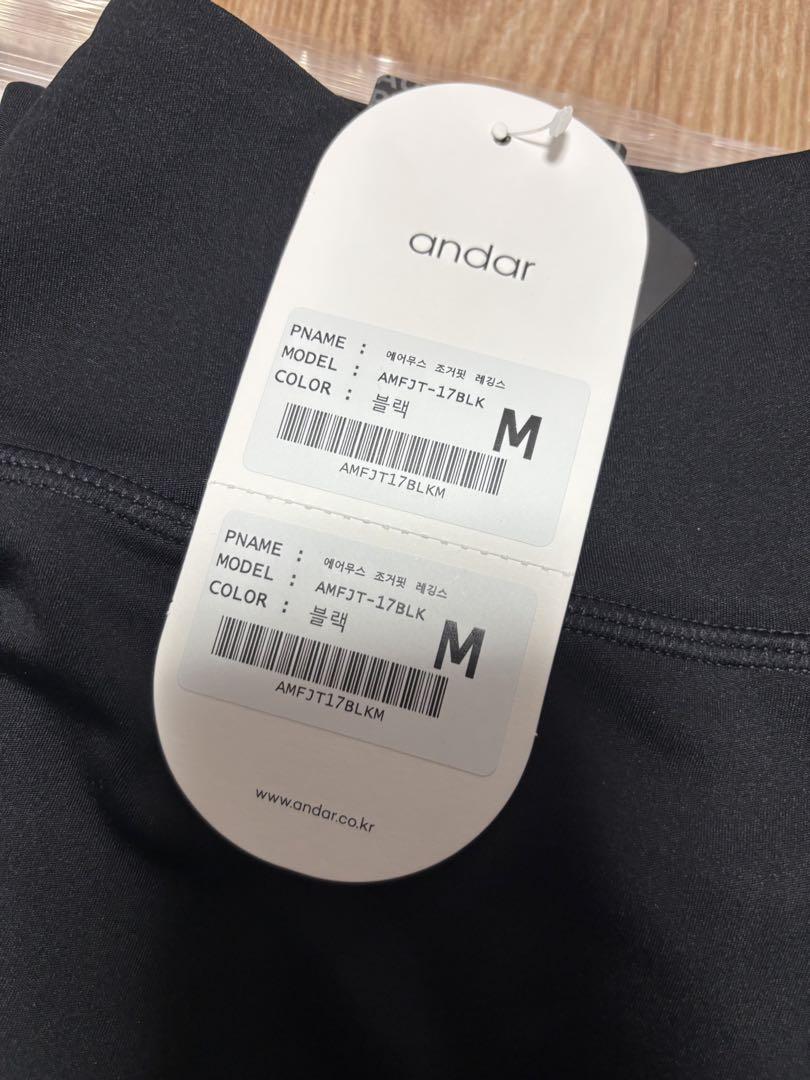 andar
PNAME : 에어무스 조거핏 레깅스
MODEL : AMFJT-17BLK
COLOR : 블랙
M
AMFJT17BLKM
PNAME : 에어무스 조거핏 레깅스
MODEL : AMFJT-17BLK
COLOR : 블랙
M
AMFJT17BLKM
www.andar.co.kr